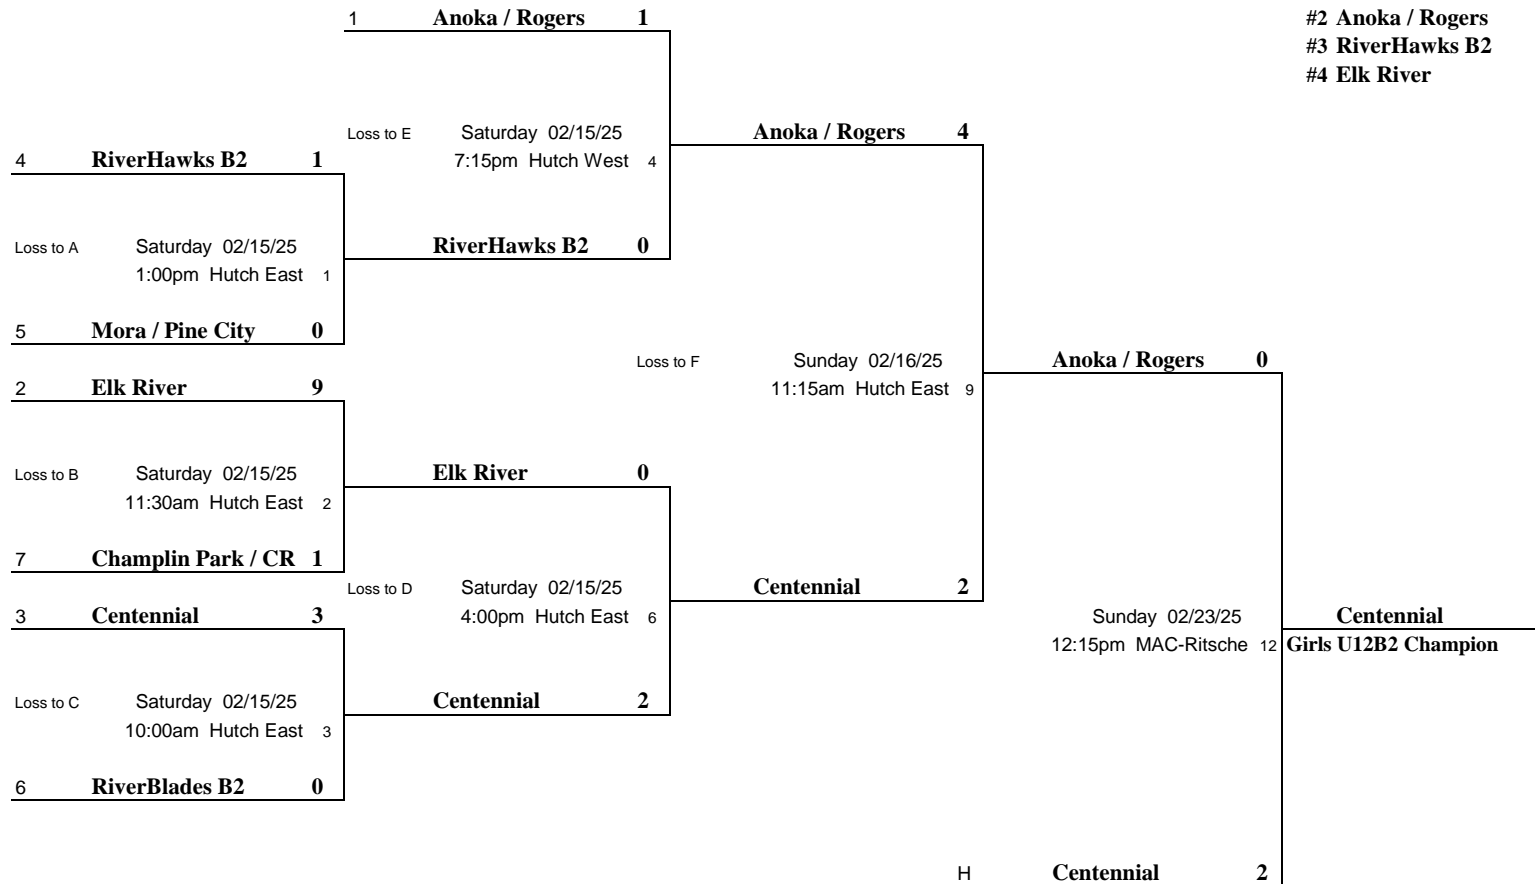 1 Anoka / Rogers 1
#2 Anoka / Rogers
#3 RiverHawks B2
#4 Elk River
Loss to E Saturday 02/15/25
7:15pm Hutch West 4
Anoka / Rogers 4
4 RiverHawks B2 1
Loss to A Saturday 02/15/25
1:00pm Hutch East 1
RiverHawks B2 0
5 Mora / Pine City 0
Loss to F Sunday 02/16/25
11:15am Hutch East 9
Anoka / Rogers 0
2 Elk River 9
Loss to B Saturday 02/15/25
11:30am Hutch East 2
Elk River 0
7 Champlin Park / CR 1
Loss to D Saturday 02/15/25
4:00pm Hutch East 6
Centennial 2
3 Centennial 3
Sunday 02/23/25
12:15pm MAC-Ritsche 12
Centennial
Girls U12B2 Champion
Loss to C Saturday 02/15/25
10:00am Hutch East 3
Centennial 2
6 RiverBlades B2 0
H Centennial 2